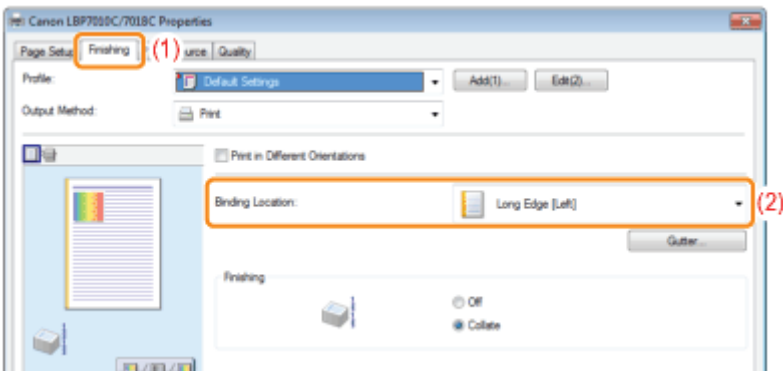 Canon LBP7010C/7018C Properties
Page Setup Finishing (1) urce Quality
Profile: Default Settings Add(1)... Edit(2)...
Output Method: Print
Print in Different Orientations
Binding Location: Long Edge [Left] (2)
Gutter...
Finishing
Off
Collate